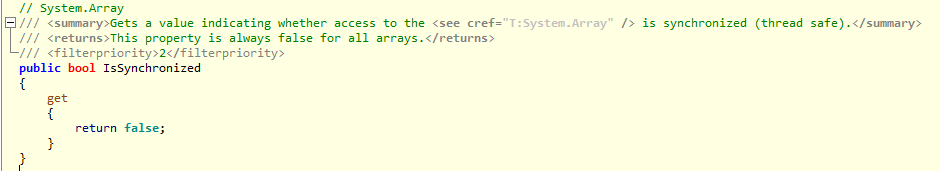 // System.Array
/// <summary>Gets a value indicating whether access to the <see cref="T:System.Array" /> is synchronized (thread safe).</summary>
/// <returns>This property is always false for all arrays.</returns>
/// <filterpriority>2</filterpriority>
public bool IsSynchronized
{
    get
    {
        return false;
    }
}